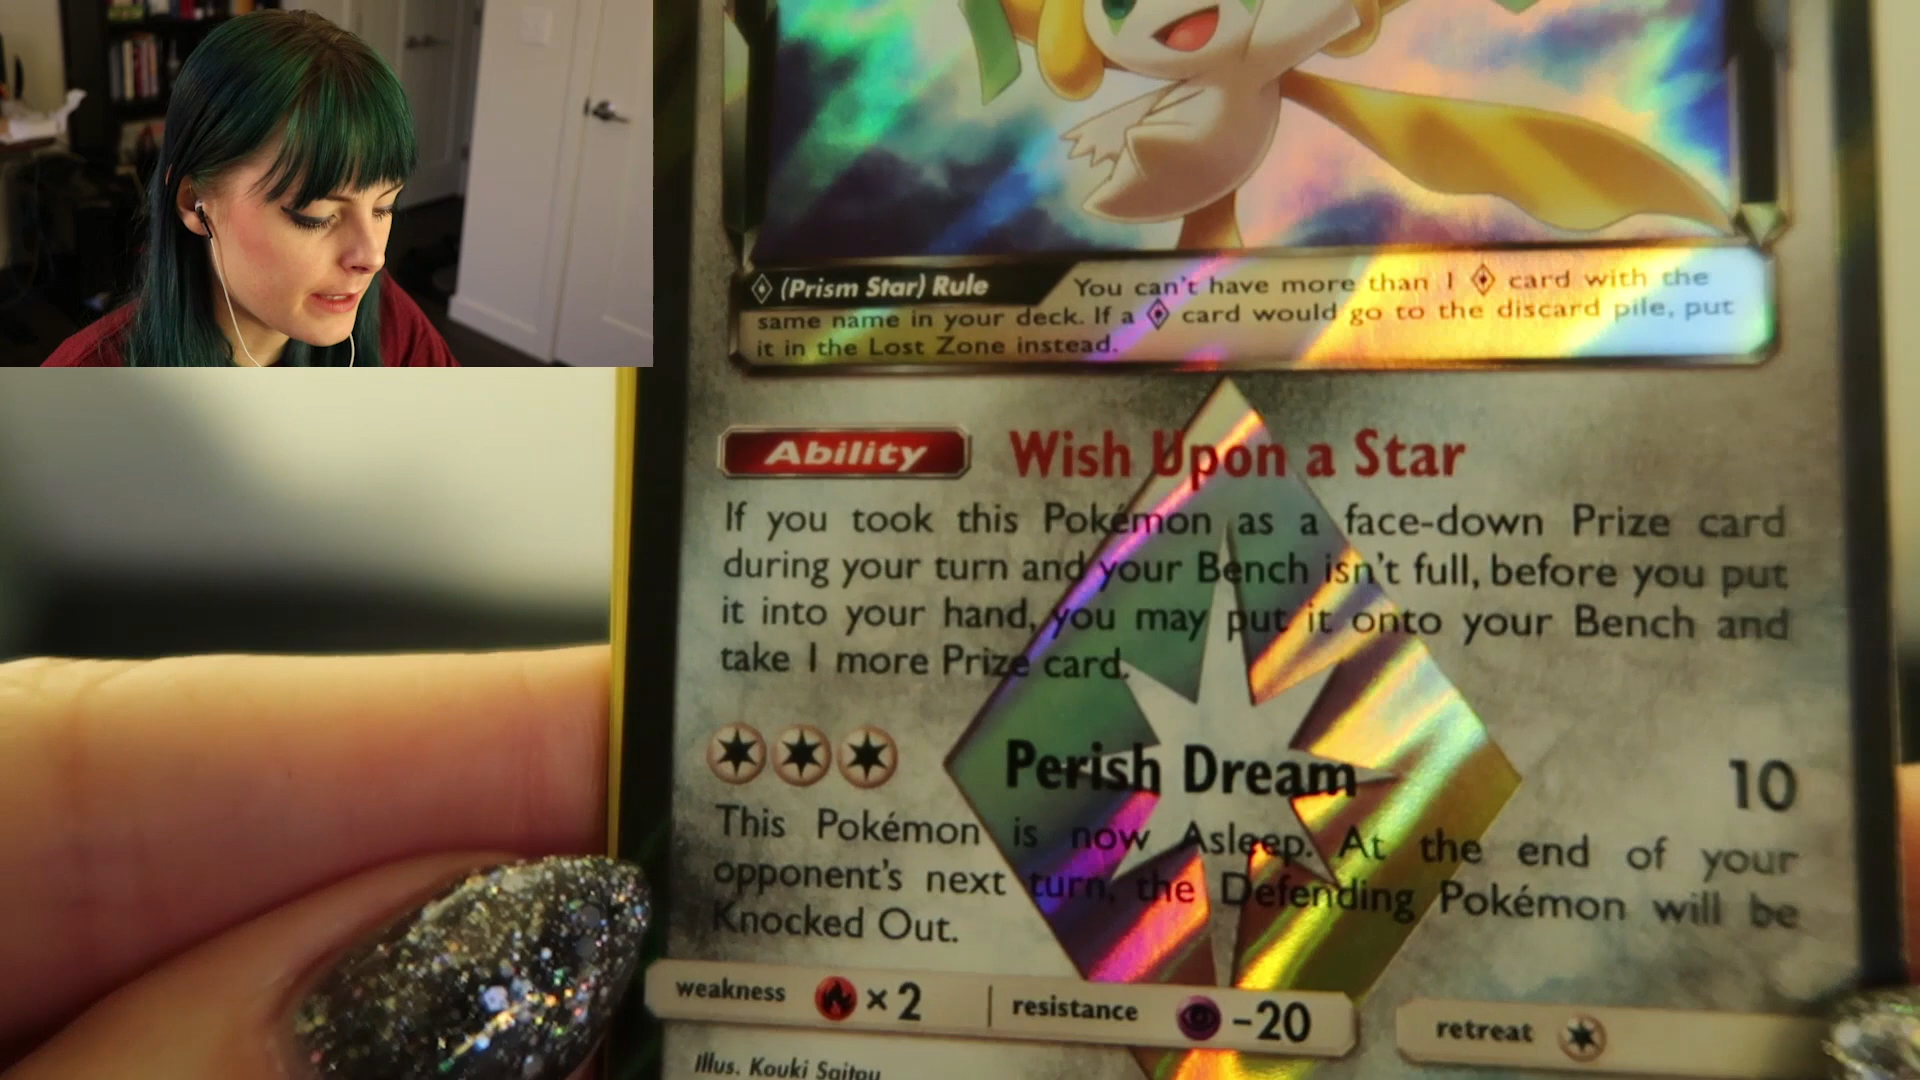 (Prism Star) Rule You can't have more than 1 card with the
same name in your deck. If a card would go to the discard pile, put
it in the Lost Zone instead.
Ability Wish Upon a Star
If you took this Pokémon as a face-down Prize card
during your turn and your Bench isn't full, before you put
it into your hand, you may put it onto your Bench and
take 1 more Prize card.
Perish Dream 10
This Pokémon is now Asleep. At the end of your
opponent's next turn, the Defending Pokémon will be
Knocked Out.
weakness ×2 resistance -20 retreat
Illus. Kouki Saitou